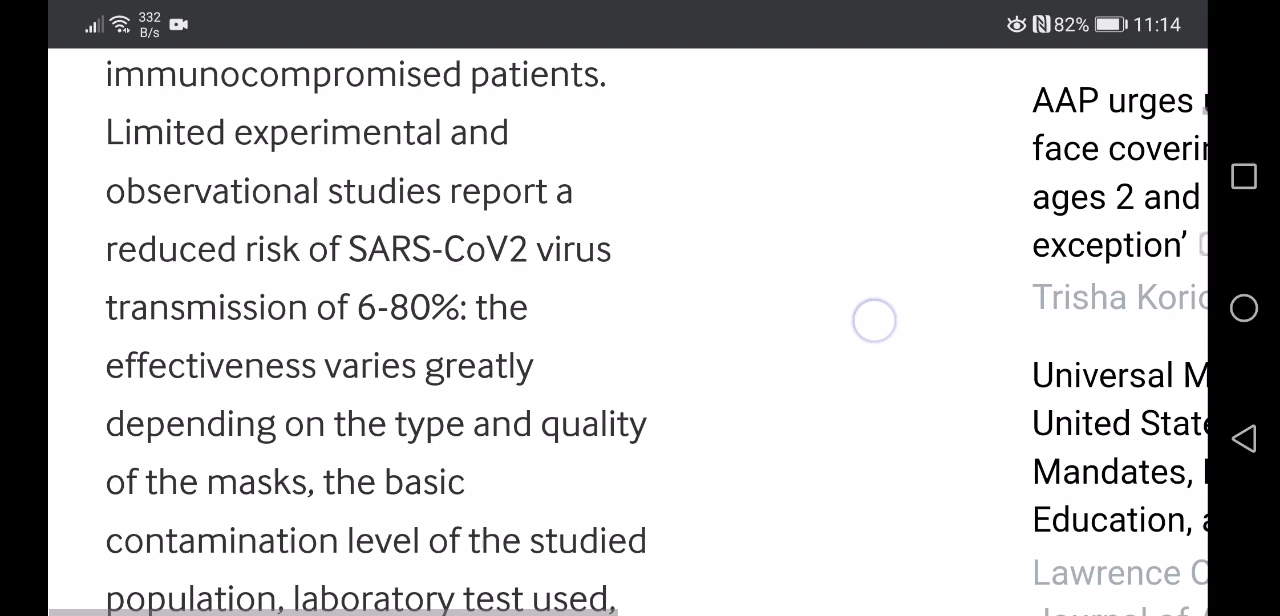 332
B/s
82% 11:14
immunocompromised patients.
Limited experimental and
observational studies report a
reduced risk of SARS-CoV2 virus
transmission of 6-80%: the
effectiveness varies greatly
depending on the type and quality
of the masks, the basic
contamination level of the studied
population, laboratory test used,
AAP urges
face
ages 2 and
exception’
Trisha
Universal
United
Mandates,
Education,
Lawrence
Journal of